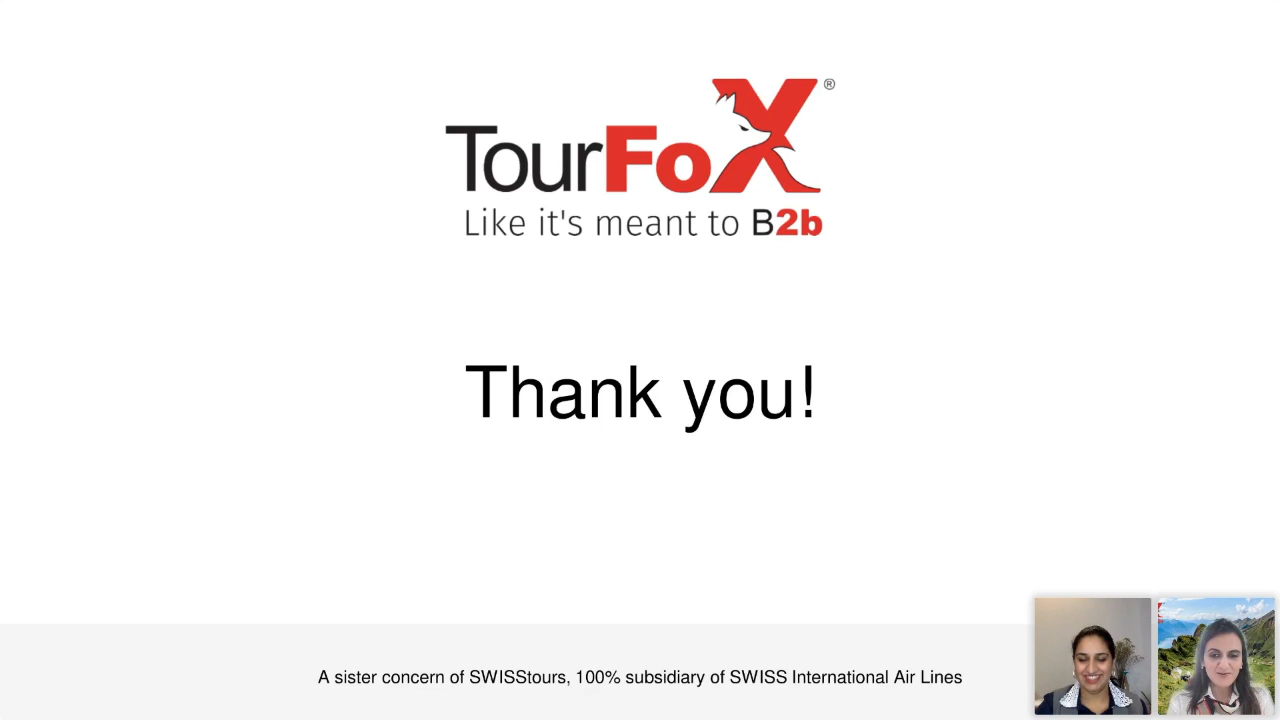 TourFoX®
Like it's meant to B2b
Thank you!
A sister concern of SWISStours, 100% subsidiary of SWISS International Air Lines